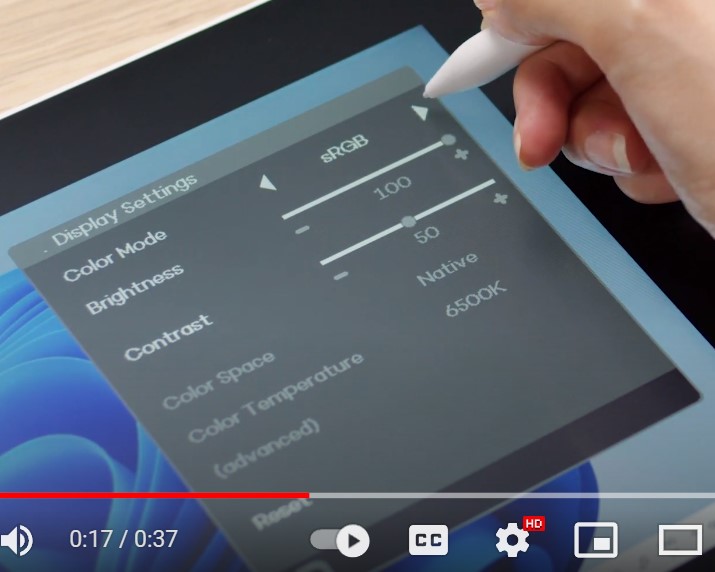 Display Settings
Color Mode
sRGB
Brightness
100
Contrast
50
Color Space
Native
Color Temperature
6500K
(advanced)
Reset
0:17 / 0:37
CC
HD